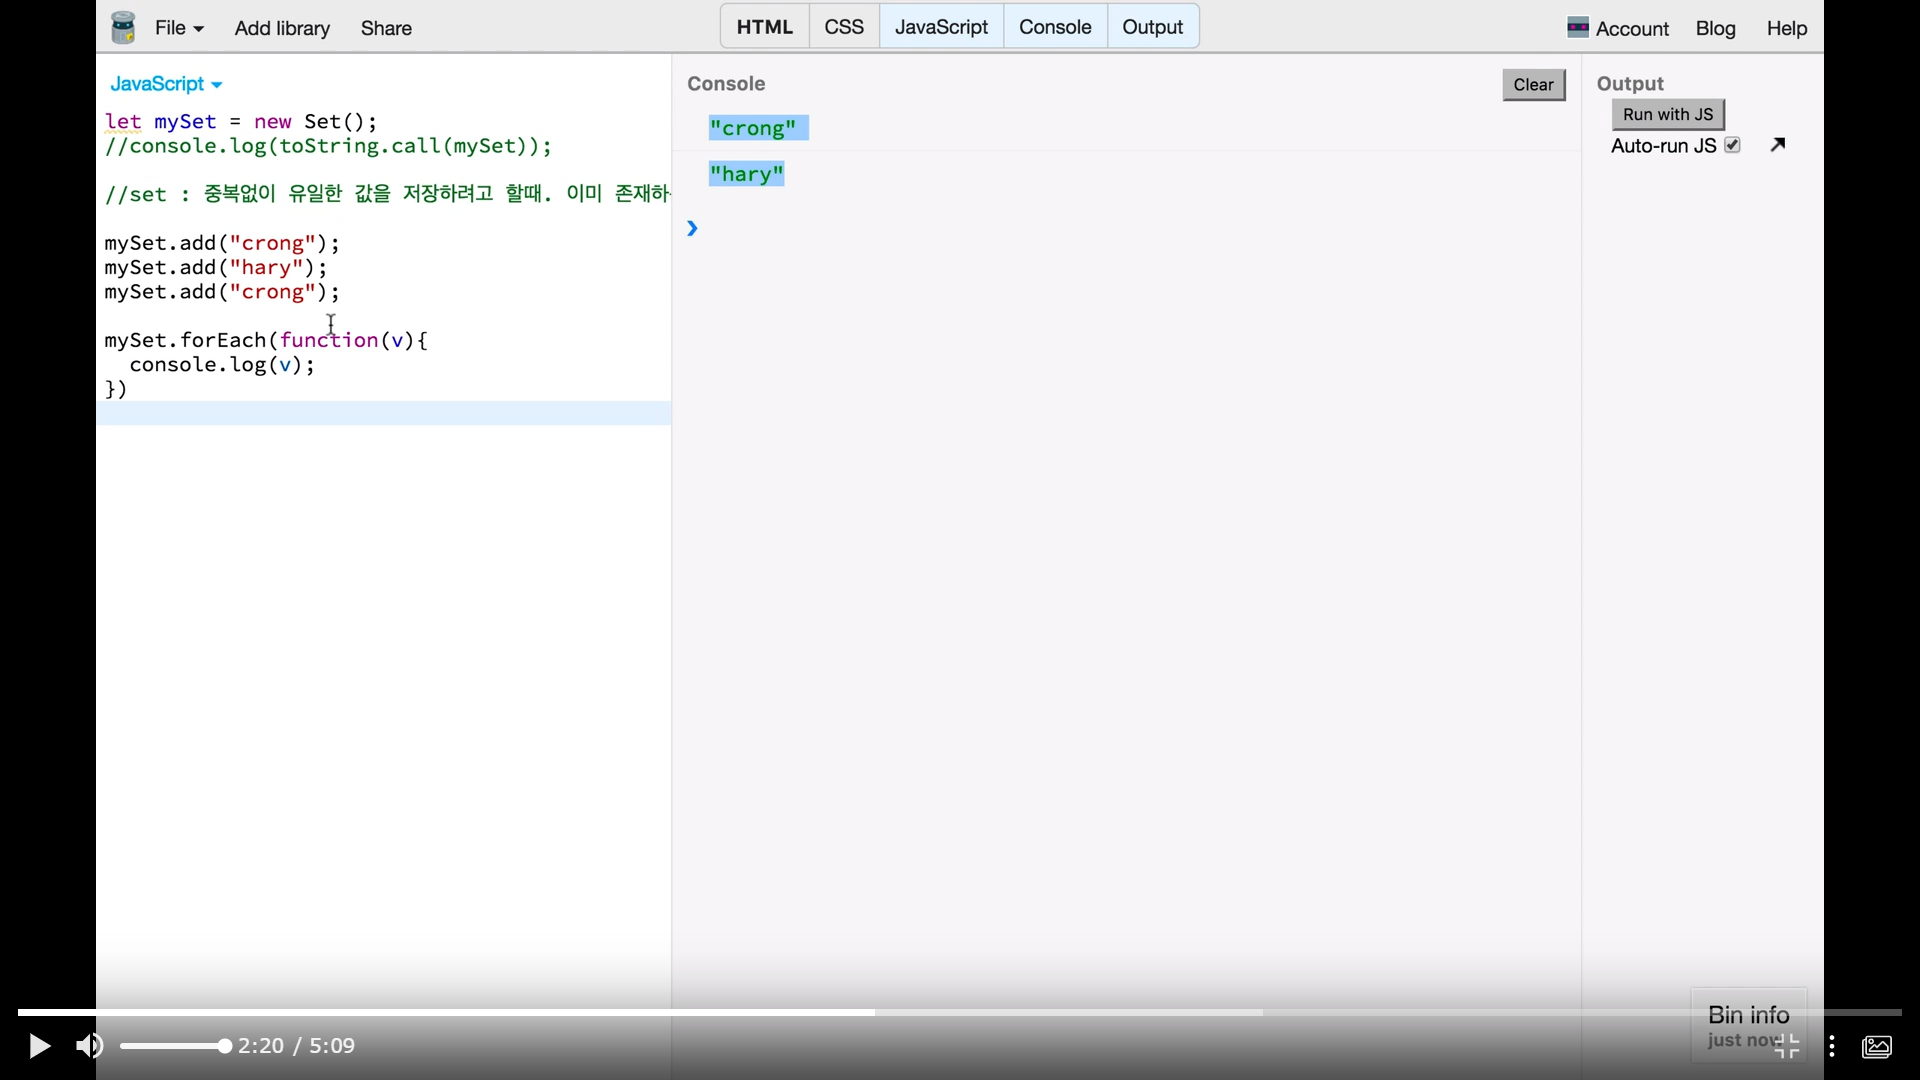 File Add library Share HTML CSS JavaScript Console Output Account Blog Help
JavaScript
let mySet = new Set();
//console.log(toString.call(mySet));
//set : 중복없이 유일한 값을 저장하려고 할때. 이미 존재하
mySet.add("crong");
mySet.add("hary");
mySet.add("crong");
mySet.forEach(function(v){
console.log(v);
})
Console Clear
"crong"
"hary"
Output
Run with JS
Auto-run JS
Bin info
just now
2:20 / 5:09